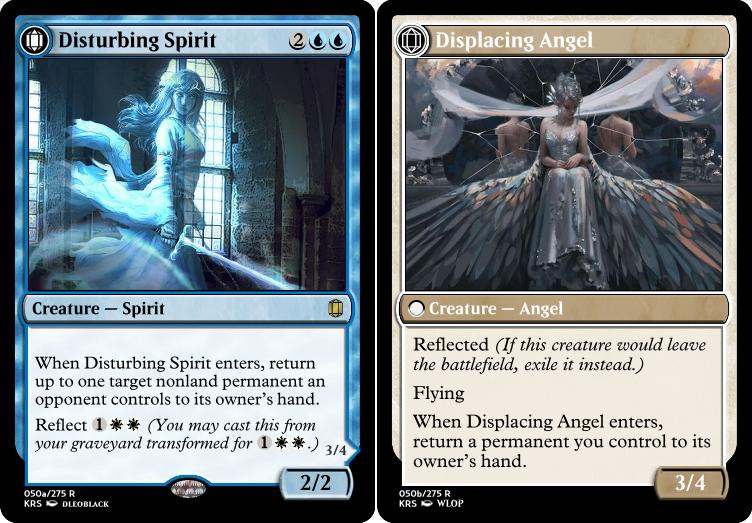 Disturbing Spirit 2
Creature — Spirit
When Disturbing Spirit enters, return
up to one target nonland permanent an
opponent controls to its owner's hand.
Reflect 1 (You may cast this from
your graveyard transformed for 1 .)
3/4
2/2
050a/275 R
KRS DLEOBLACK
Displacing Angel
Creature — Angel
Reflected (If this creature would leave
the battlefield, exile it instead.)
Flying
When Displacing Angel enters,
return a permanent you control to its
owner's hand.
3/4
050b/275 R
KRS WLOP